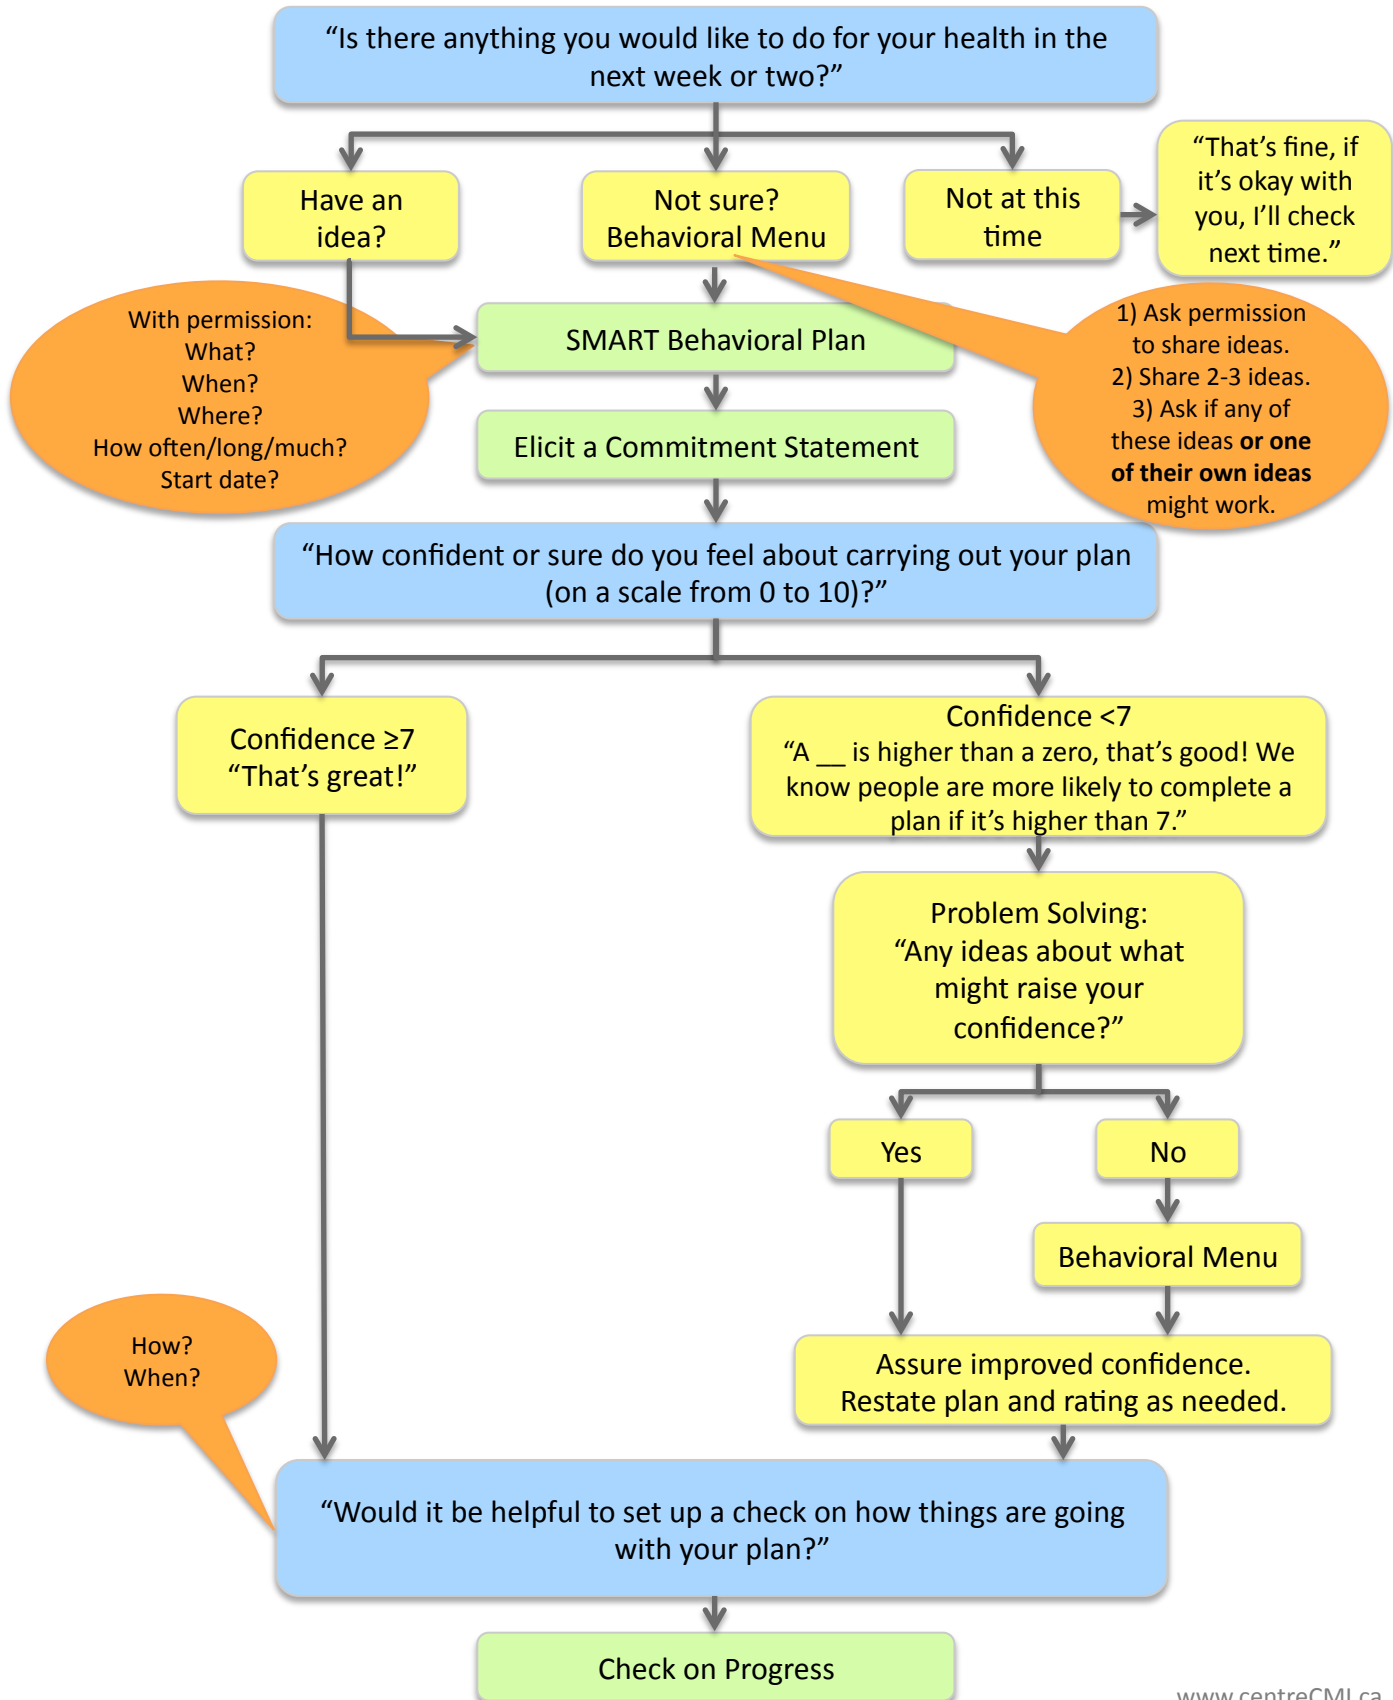 “Is there anything you would like to do for your health in the
next week or two?”
Have an
idea?
Not sure?
Behavioral Menu
Not at this
time
“That’s fine, if
it’s okay with
you, I’ll check
next time.”
With permission:
What?
When?
Where?
How often/long/much?
Start date?
SMART Behavioral Plan
1) Ask permission
to share ideas.
2) Share 2-3 ideas.
3) Ask if any of
these ideas or one
of their own ideas
might work.
Elicit a Commitment Statement
“How confident or sure do you feel about carrying out your plan
(on a scale from 0 to 10)?”
Confidence ≥7
“That’s great!”
Confidence <7
“A __ is higher than a zero, that’s good! We
know people are more likely to complete a
plan if it’s higher than 7.”
Problem Solving:
“Any ideas about what
might raise your
confidence?”
Yes
No
Behavioral Menu
Assure improved confidence.
Restate plan and rating as needed.
How?
When?
“Would it be helpful to set up a check on how things are going
with your plan?”
Check on Progress
www.centreCMI.ca